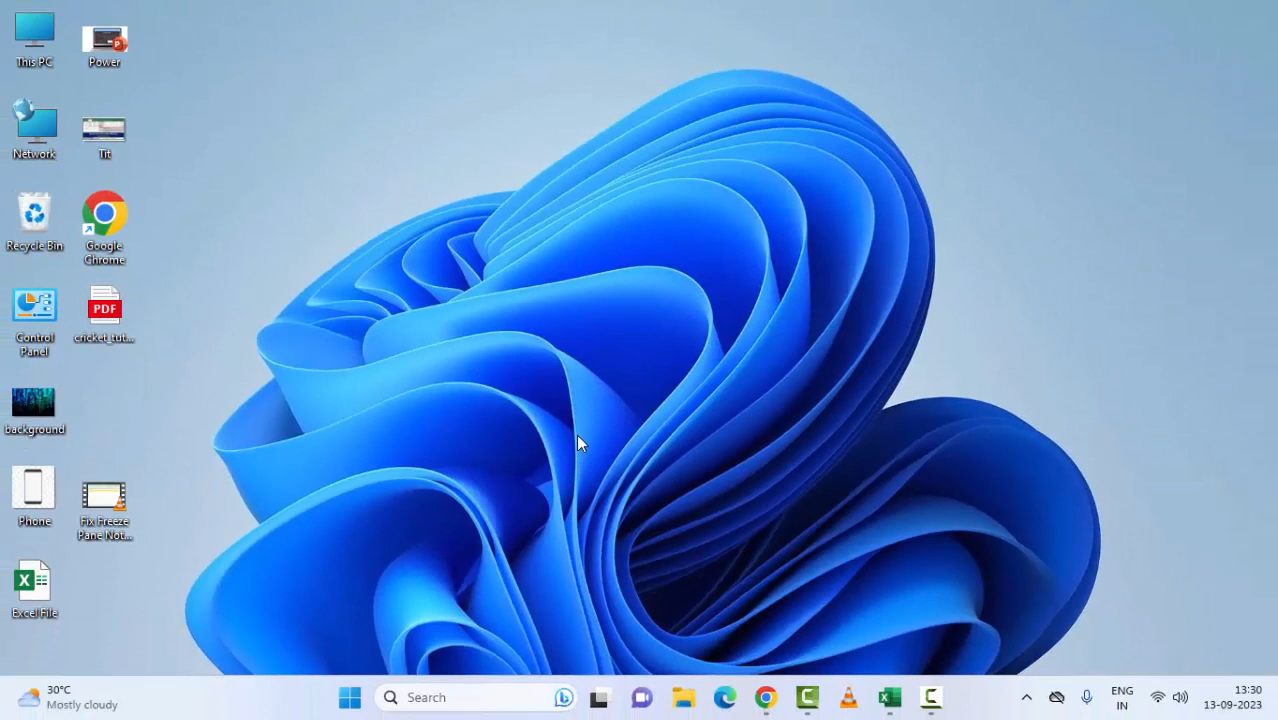 This PC
Power
Network
Tit
Recycle Bin
Google
Chrome
Control
Panel
PDF
cricket_tut...
background
Phone
Fix Freeze
Pane Not...
Excel File
30°C
Mostly cloudy
Search
ENG
IN
13:30
13-09-2023